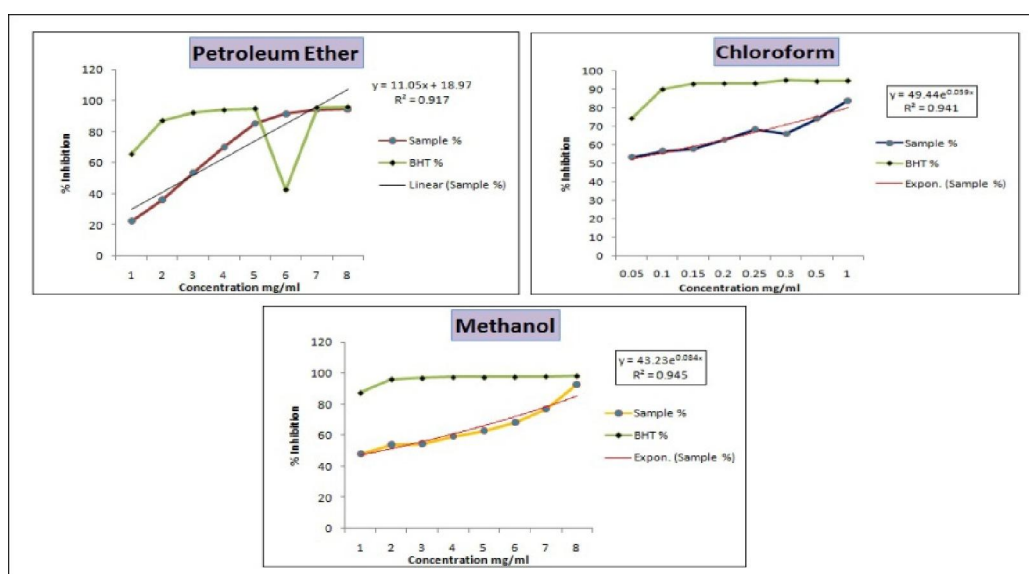 Petroleum Ether
120
100
80
60
40
20
0
% Inhibition
1 2 3 4 5 6 7 8
Concentration mg/ml
y = 11.05x + 18.97
R² = 0.917
Sample %
BHT %
Linear (Sample %)
Chloroform
100
90
80
70
60
50
40
30
20
10
0
% Inhibition
0.05 0.1 0.15 0.2 0.25 0.3 0.5 1
Concentration mg/ml
y = 49.44e^0.059x
R² = 0.941
Sample %
BHT %
Expon. (Sample %)
Methanol
120
100
80
60
40
20
0
% Inhibition
1 2 3 4 5 6 7 8
Concentration mg/ml
y = 43.23e^0.084x
R² = 0.945
Sample %
BHT %
Expon. (Sample %)